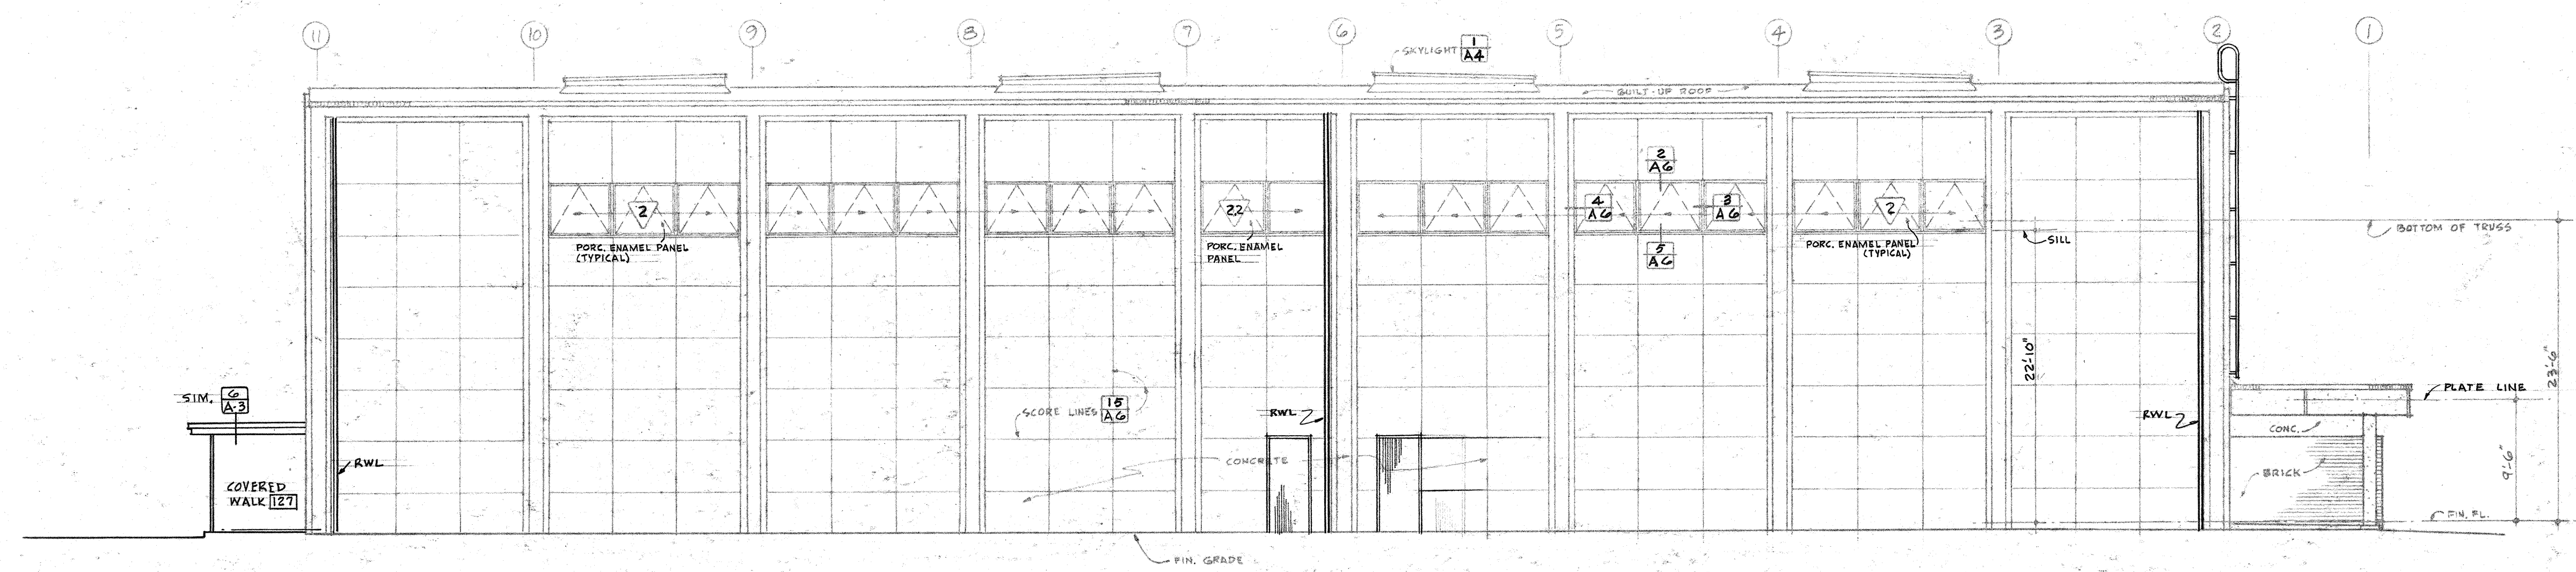 11
10
9
8
7
6
5
4
3
2
1
SKYLIGHT 1
A4
BUILT-UP ROOF
2
A6
4
A6
3
A6
5
A6
2
PORC. ENAMEL PANEL
(TYPICAL)
2.2
PORC. ENAMEL
PANEL
2
PORC. ENAMEL PANEL
(TYPICAL)
SILL
BOTTOM OF TRUSS
22'-10"
23'-6"
SIM. 6
A-3
SCORE LINES 15
A6
RWL
RWL
PLATE LINE
CONC.
RWL
CONCRETE
BRICK
9'-6"
COVERED
WALK 127
FIN. FL.
FIN. GRADE